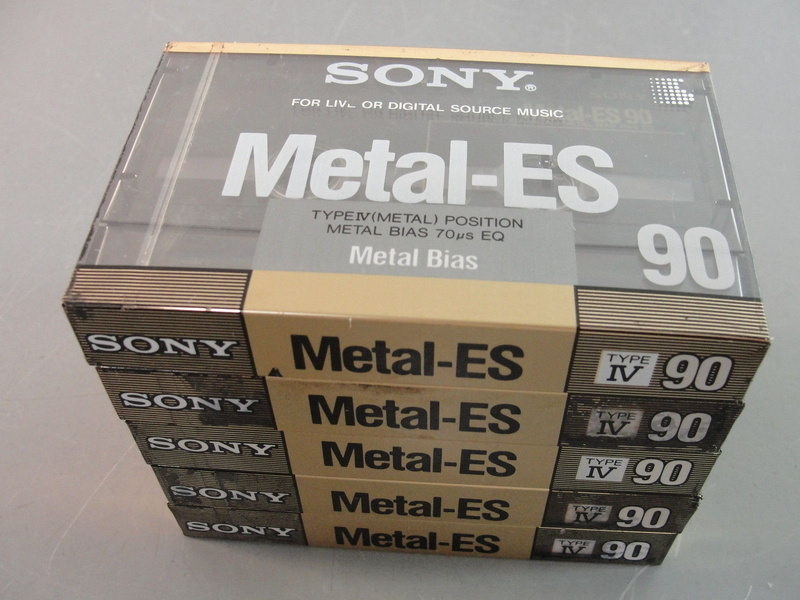 SONY®
FOR LIVE OR DIGITAL SOURCE MUSIC
Metal-ES
TYPE IV (METAL) POSITION
METAL BIAS 70μs EQ
Metal Bias
90
SONY Metal-ES TYPE IV 90
SONY Metal-ES TYPE IV 90
SONY Metal-ES TYPE IV 90
SONY Metal-ES TYPE IV 90
SONY Metal-ES TYPE IV 90